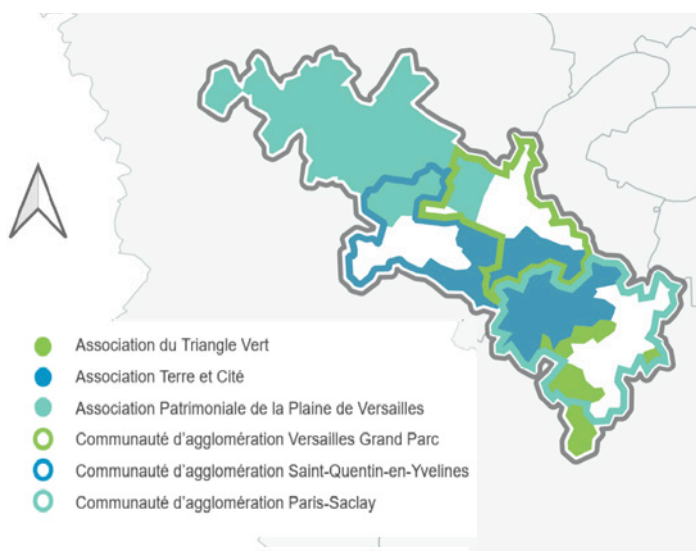 Association du Triangle Vert
Association Terre et Cité
Association Patrimoniale de la Plaine de Versailles
Communauté d'agglomération Versailles Grand Parc
Communauté d'agglomération Saint-Quentin-en-Yvelines
Communauté d'agglomération Paris-Saclay